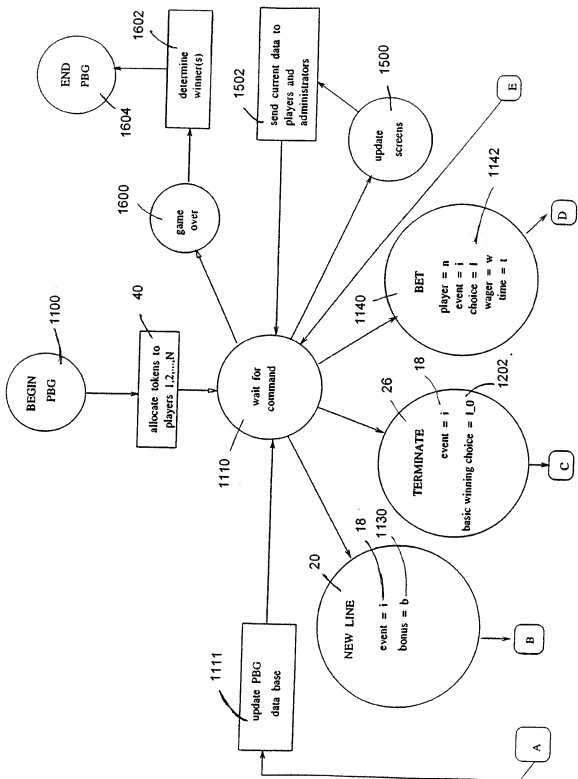 1100
BEGIN
PBG
40
allocate tokens to
players 1,2,...,N
1110
wait for
command
1600
game
over
1602
determine
winner(s)
END
PBG
1604
1502
send current data to
players and
administrators
1500
update
screens
E
1111
update PBG
data base
A
20
NEW LINE
18
event = i
1130
bonus = b
B
26
TERMINATE
18
event = i
basic winning choice = l_0
1202
C
1140
BET
player = n
event = i
choice = l
wager = w
time = t
1142
D